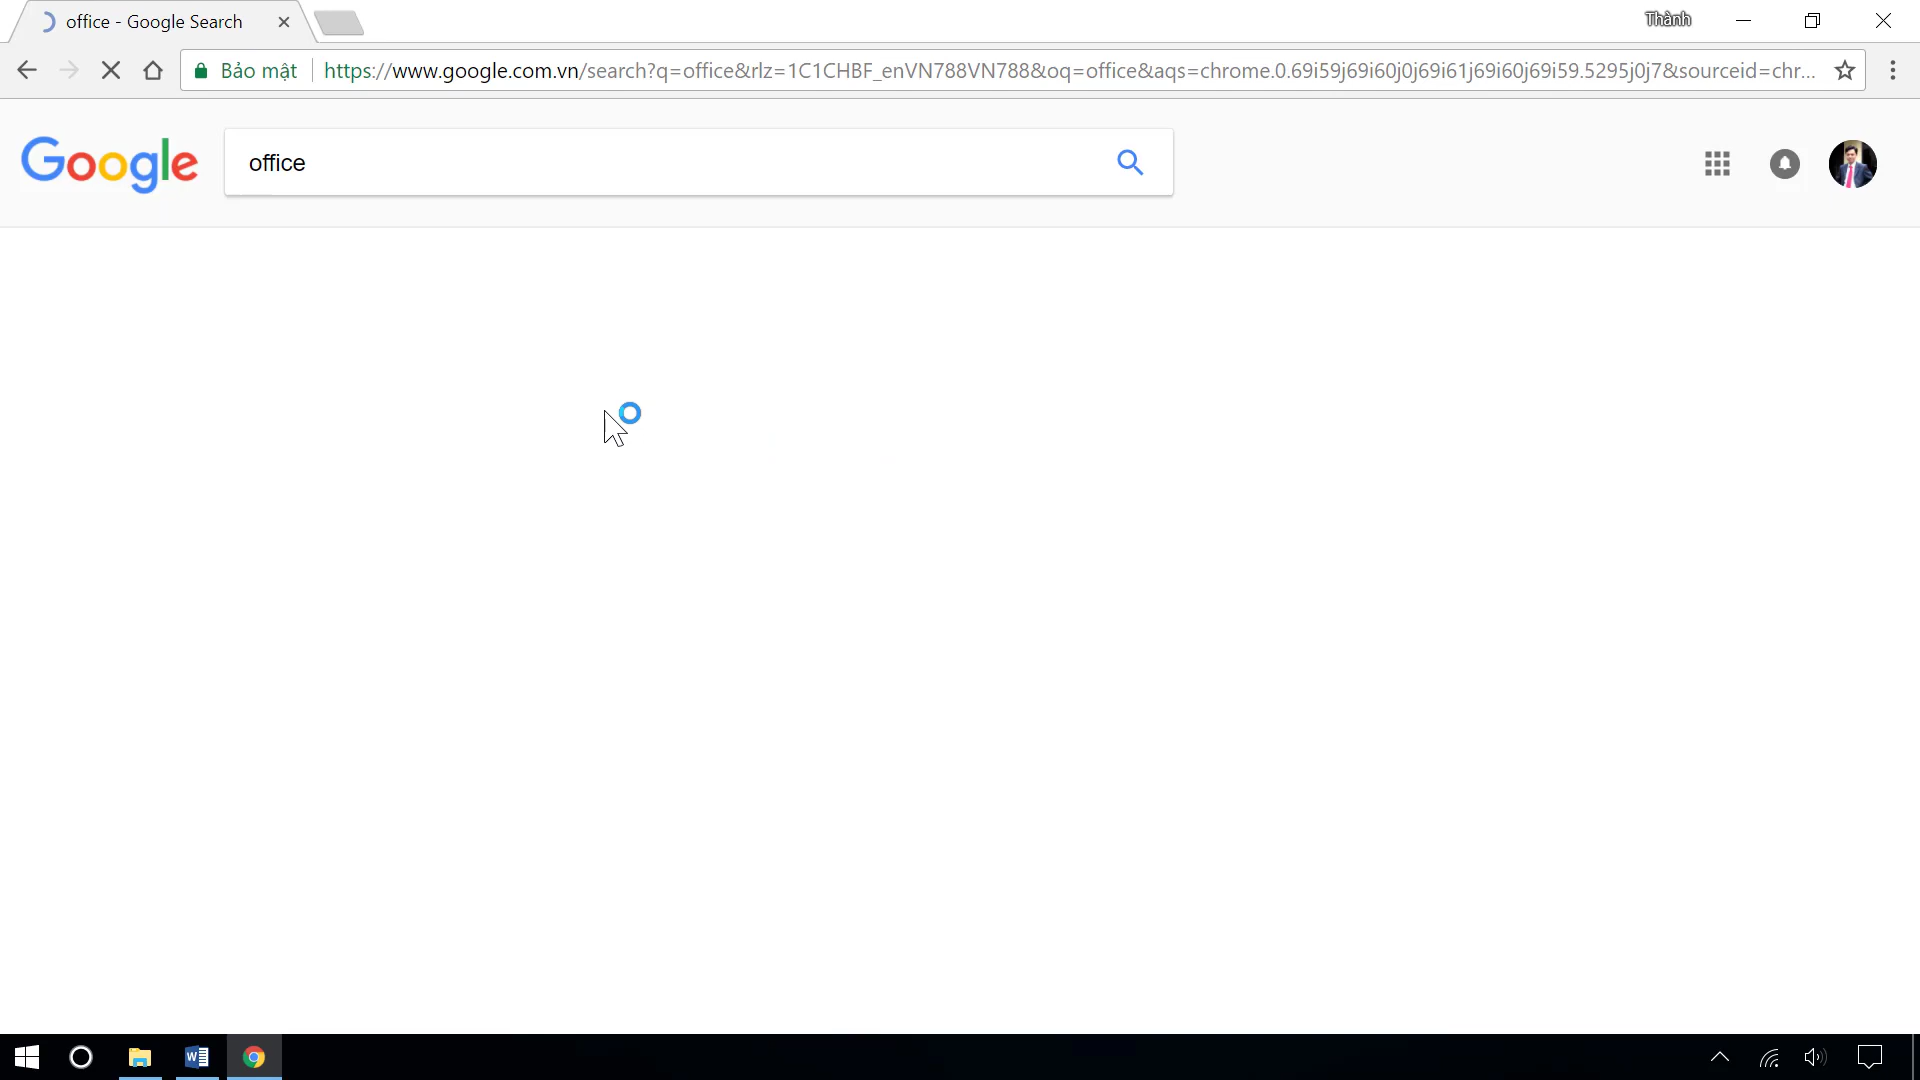 office - Google Search
Thành
Bảo mật
https://www.google.com.vn/search?q=office&rlz=1C1CHBF_enVN788VN788&oq=office&aqs=chrome.0.69i59j69i60j0j69i61j69i60j69i59.5295j0j7&sourceid=chr...
Google
office